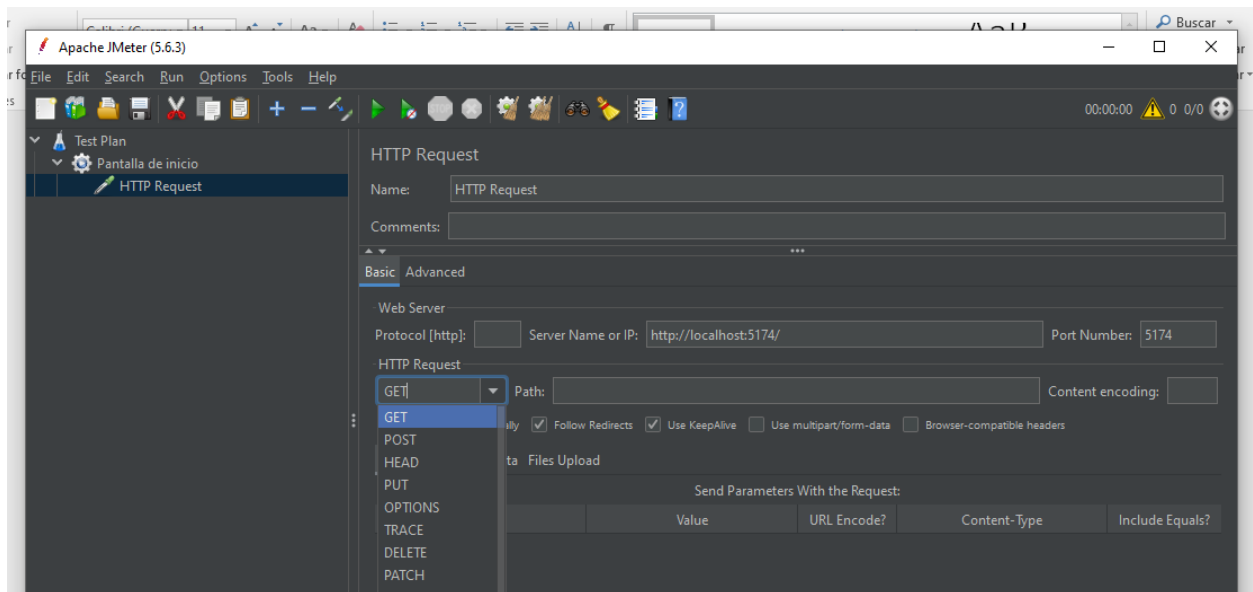 Buscar
Apache JMeter (5.6.3)
File Edit Search Run Options Tools Help
00:00:00 0 0/0
Test Plan
Pantalla de inicio
HTTP Request
HTTP Request
Name: HTTP Request
Comments:
Basic Advanced
Web Server
Protocol [http]: Server Name or IP: http://localhost:5174/ Port Number: 5174
HTTP Request
GET Path: Content encoding:
GET
Follow Redirects Use KeepAlive Use multipart/form-data Browser-compatible headers
POST
HEAD
Files Upload
PUT
Send Parameters With the Request:
OPTIONS
Value URL Encode? Content-Type Include Equals?
TRACE
DELETE
PATCH